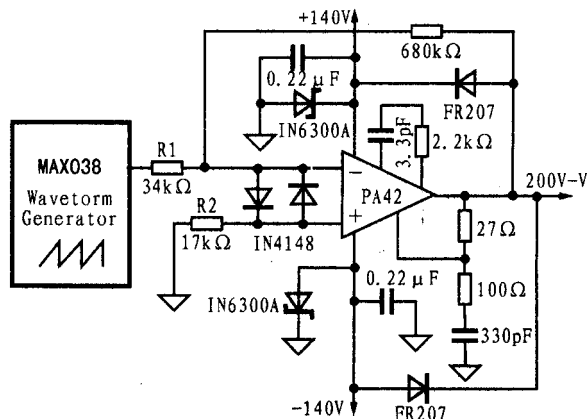 +140V
680kΩ
0.22μF
FR207
IN6300A
3.3pF
2.2kΩ
MAX038
Wavetorm
Generator
R1
34kΩ
−
PA42
+
200V-V
R2
17kΩ
IN4148
27Ω
IN6300A
0.22μF
100Ω
330pF
−140V
FR207